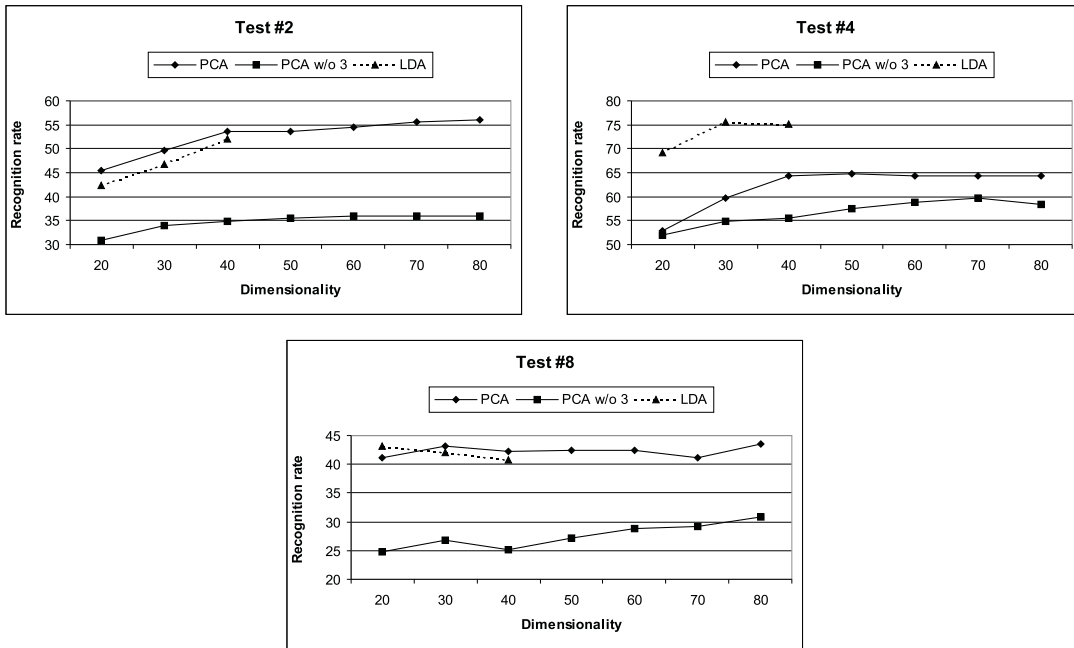 Test #2
PCA PCA w/o 3 LDA
Recognition rate
60
55
50
45
40
35
30
20 30 40 50 60 70 80
Dimensionality
Test #4
PCA PCA w/o 3 LDA
Recognition rate
80
75
70
65
60
55
50
20 30 40 50 60 70 80
Dimensionality
Test #8
PCA PCA w/o 3 LDA
Recognition rate
45
40
35
30
25
20
20 30 40 50 60 70 80
Dimensionality